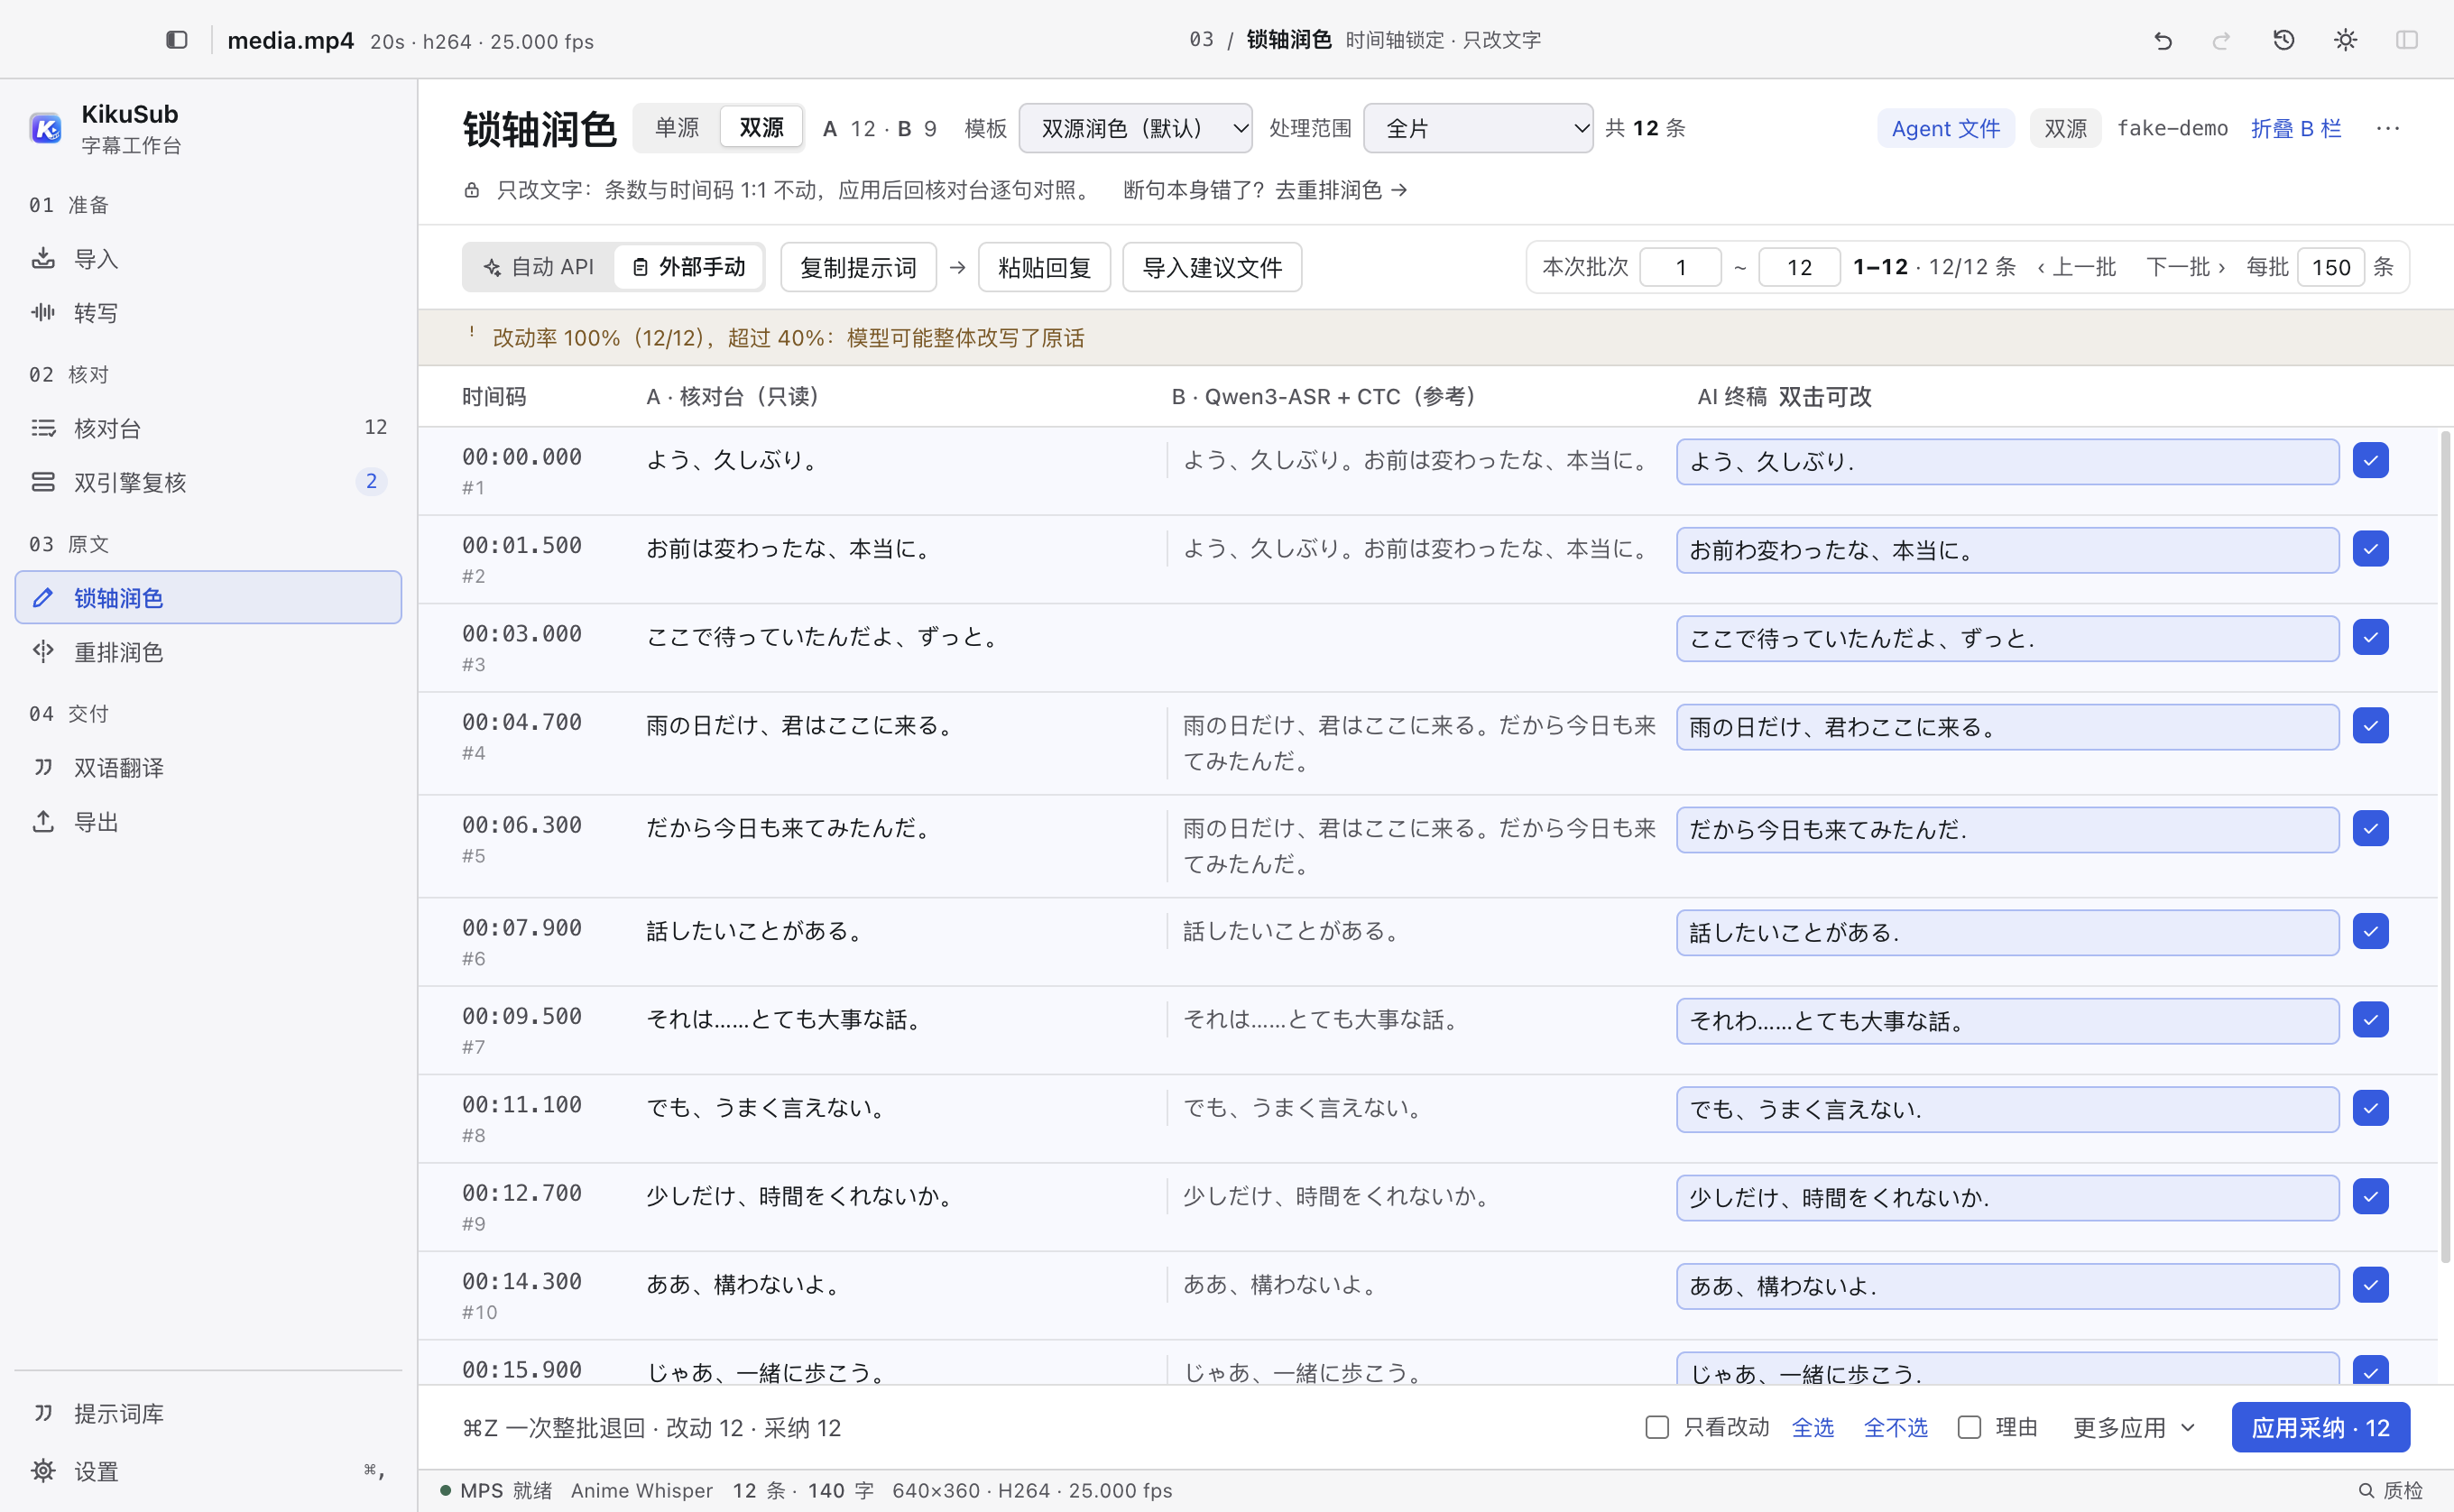 media.mp4 20s · h264 · 25.000 fps
03 / 锁轴润色 时间轴锁定 · 只改文字
KikuSub
字幕工作台
01 准备
导入
转写
02 核对
核对台 12
双引擎复核 2
03 原文
锁轴润色
重排润色
04 交付
双语翻译
导出
提示词库
设置 ⌘,
锁轴润色 单源 双源 A 12 · B 9 模板 双源润色（默认） 处理范围 全片 共 12 条 Agent 文件 双源 fake-demo 折叠 B 栏 ···
只改文字：条数与时间码 1:1 不动，应用后回核对台逐句对照。 断句本身错了？去重排润色 →
自动 API 外部手动 复制提示词 → 粘贴回复 导入建议文件 本次批次 1 ~ 12 1–12 · 12/12 条 ‹ 上一批 下一批 › 每批 150 条
! 改动率 100%（12/12），超过 40%：模型可能整体改写了原话
时间码 A · 核对台（只读） B · Qwen3-ASR + CTC（参考） AI 终稿 双击可改
00:00.000 よう、久しぶり。 よう、久しぶり。お前は変わったな、本当に。 よう、久しぶり.
#1
00:01.500 お前は変わったな、本当に。 よう、久しぶり。お前は変わったな、本当に。 お前わ変わったな、本当に。
#2
00:03.000 ここで待っていたんだよ、ずっと。 ここで待っていたんだよ、ずっと.
#3
00:04.700 雨の日だけ、君はここに来る。 雨の日だけ、君はここに来る。だから今日も来 雨の日だけ、君わここに来る。
#4 てみたんだ。
00:06.300 だから今日も来てみたんだ。 雨の日だけ、君はここに来る。だから今日も来 だから今日も来てみたんだ.
#5 てみたんだ。
00:07.900 話したいことがある。 話したいことがある。 話したいことがある.
#6
00:09.500 それは……とても大事な話。 それは……とても大事な話。 それわ……とても大事な話。
#7
00:11.100 でも、うまく言えない。 でも、うまく言えない。 でも、うまく言えない.
#8
00:12.700 少しだけ、時間をくれないか。 少しだけ、時間をくれないか。 少しだけ、時間をくれないか.
#9
00:14.300 ああ、構わないよ。 ああ、構わないよ。 ああ、構わないよ.
#10
00:15.900 じゃあ、一緒に歩こう。 じゃあ、一緒に歩こう。 じゃあ、一緒に歩こう.
⌘Z 一次整批退回 · 改动 12 · 采纳 12 只看改动 全选 全不选 理由 更多应用 应用采纳 · 12
MPS 就绪 Anime Whisper 12 条 · 140 字 640×360 · H264 · 25.000 fps 质检